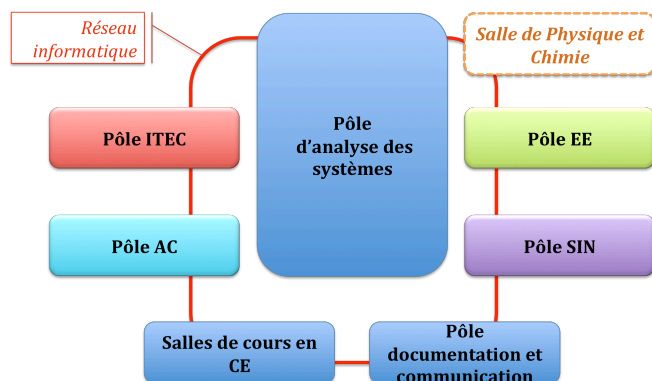 Réseau
informatique
Salle de Physique et
Chimie
Pôle
d’analyse des
systèmes
Pôle ITEC
Pôle EE
Pôle AC
Pôle SIN
Salles de cours en
CE
Pôle
documentation et
communication